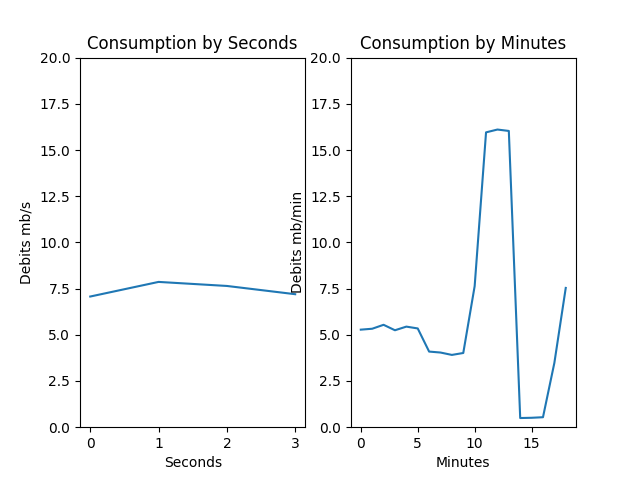 Consumption by Seconds
20.0
17.5
15.0
12.5
10.0
7.5
5.0
2.5
0.0
Debits mb/s
0 1 2 3
Seconds
Consumption by Minutes
20.0
17.5
15.0
12.5
10.0
7.5
5.0
2.5
0.0
Debits mb/min
0 5 10 15
Minutes